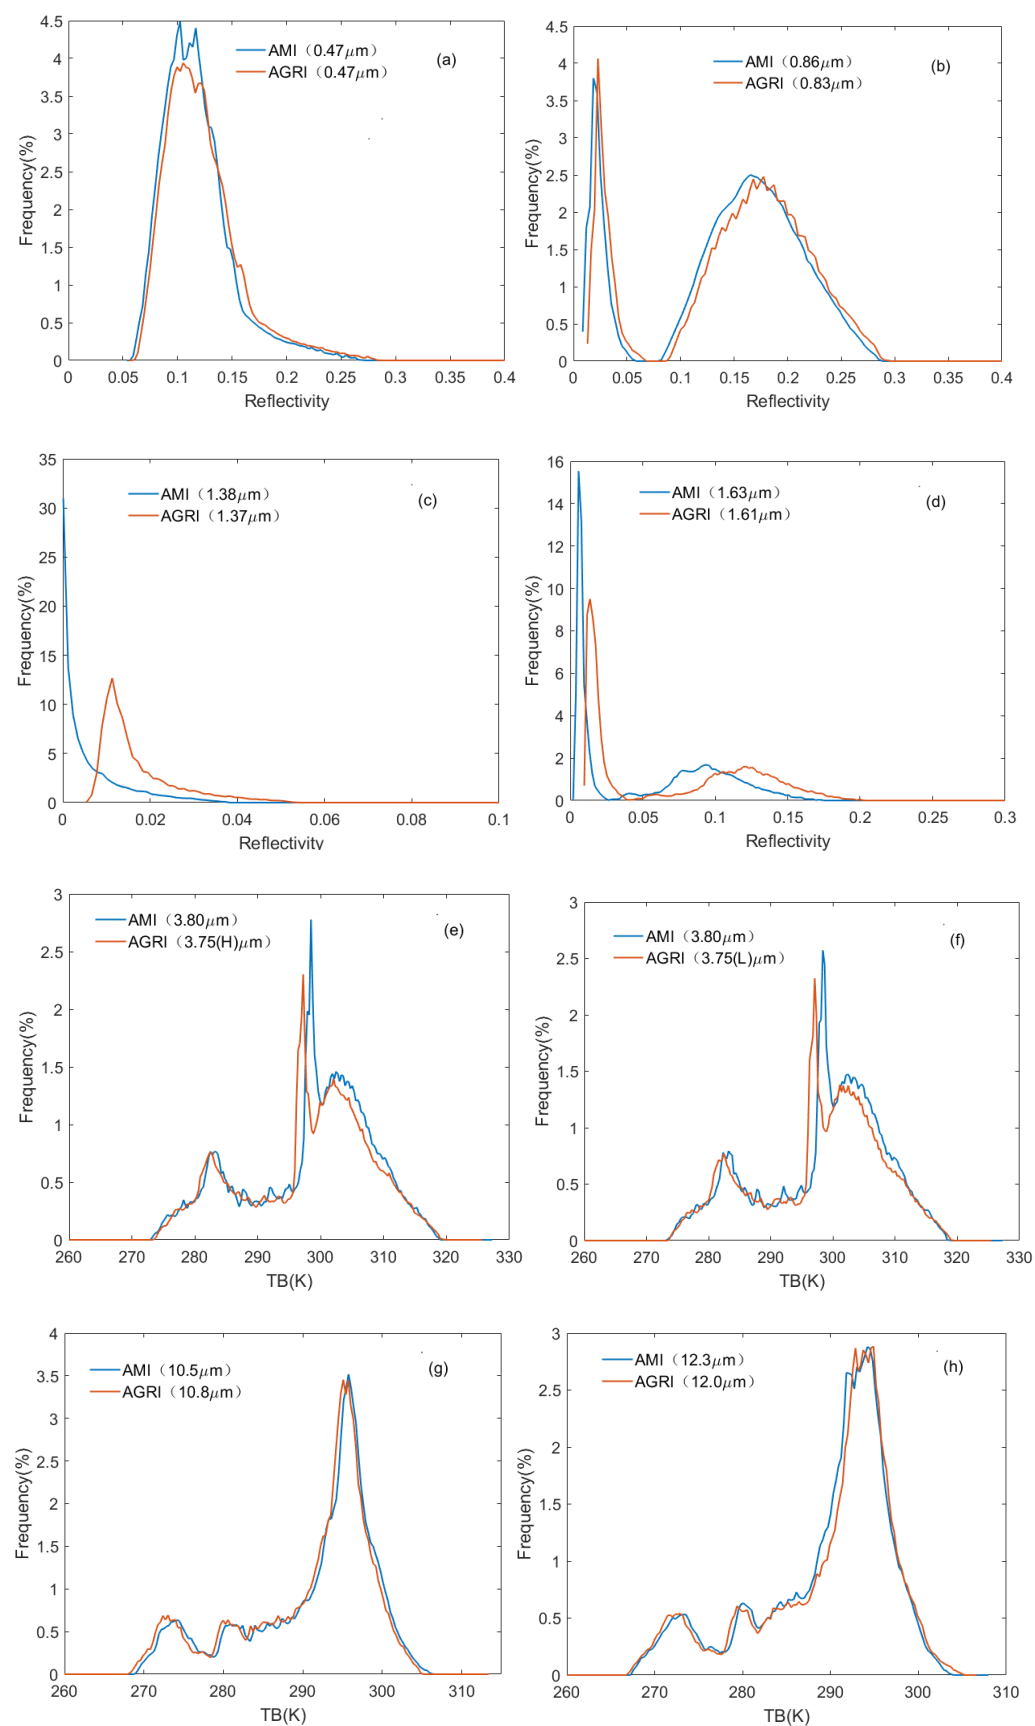 4.5
4
3.5
3
2.5
2
1.5
1
0.5
0
Frequency(%)
AMI（0.47μm）
AGRI（0.47μm）
(a)
0 0.05 0.1 0.15 0.2 0.25 0.3 0.35 0.4
Reflectivity
4.5
4
3.5
3
2.5
2
1.5
1
0.5
0
Frequency(%)
AMI（0.86μm）
AGRI（0.83μm）
(b)
0 0.05 0.1 0.15 0.2 0.25 0.3 0.35 0.4
Reflectivity
35
30
25
20
15
10
5
0
Frequency(%)
AMI（1.38μm）
AGRI（1.37μm）
(c)
0 0.02 0.04 0.06 0.08 0.1
Reflectivity
16
14
12
10
8
6
4
2
0
Frequency(%)
AMI（1.63μm）
AGRI（1.61μm）
(d)
0 0.05 0.1 0.15 0.2 0.25 0.3
Reflectivity
3
2.5
2
1.5
1
0.5
0
Frequency(%)
AMI（3.80μm）
AGRI（3.75(H)μm）
(e)
260 270 280 290 300 310 320 330
TB(K)
3
2.5
2
1.5
1
0.5
0
Frequency(%)
AMI（3.80μm）
AGRI（3.75(L)μm）
(f)
260 270 280 290 300 310 320 330
TB(K)
4
3.5
3
2.5
2
1.5
1
0.5
0
Frequency(%)
AMI（10.5μm）
AGRI（10.8μm）
(g)
260 270 280 290 300 310
TB(K)
3
2.5
2
1.5
1
0.5
0
Frequency(%)
AMI（12.3μm）
AGRI（12.0μm）
(h)
260 270 280 290 300 310
TB(K)